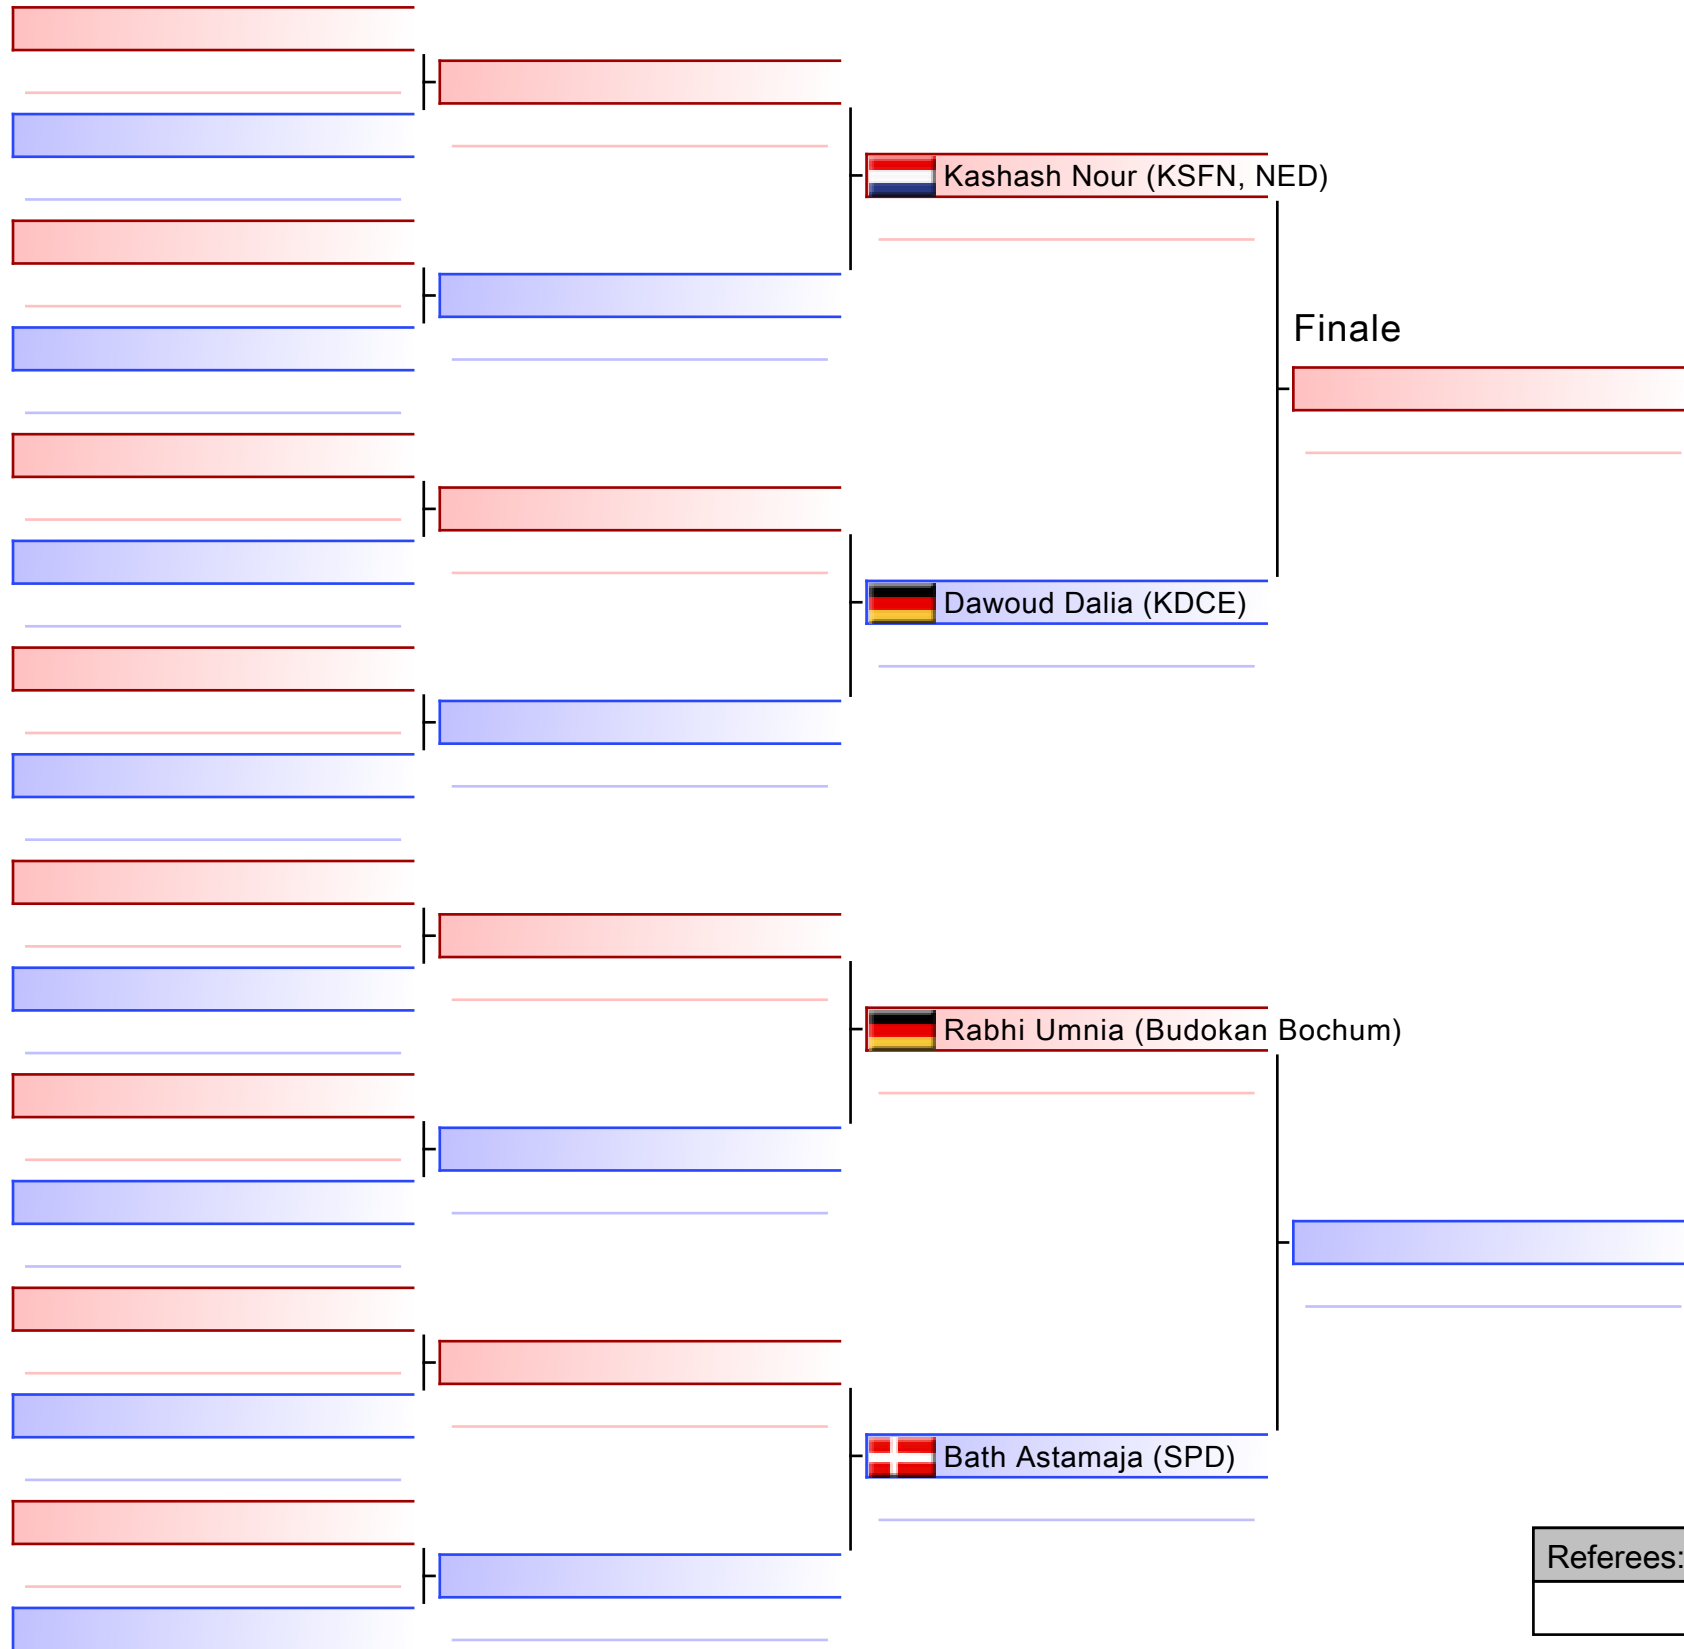 Kashash Nour (KSFN, NED)
Finale
Dawoud Dalia (KDCE)
Rabhi Umnia (Budokan Bochum)
Bath Astamaja (SPD)
Referees: